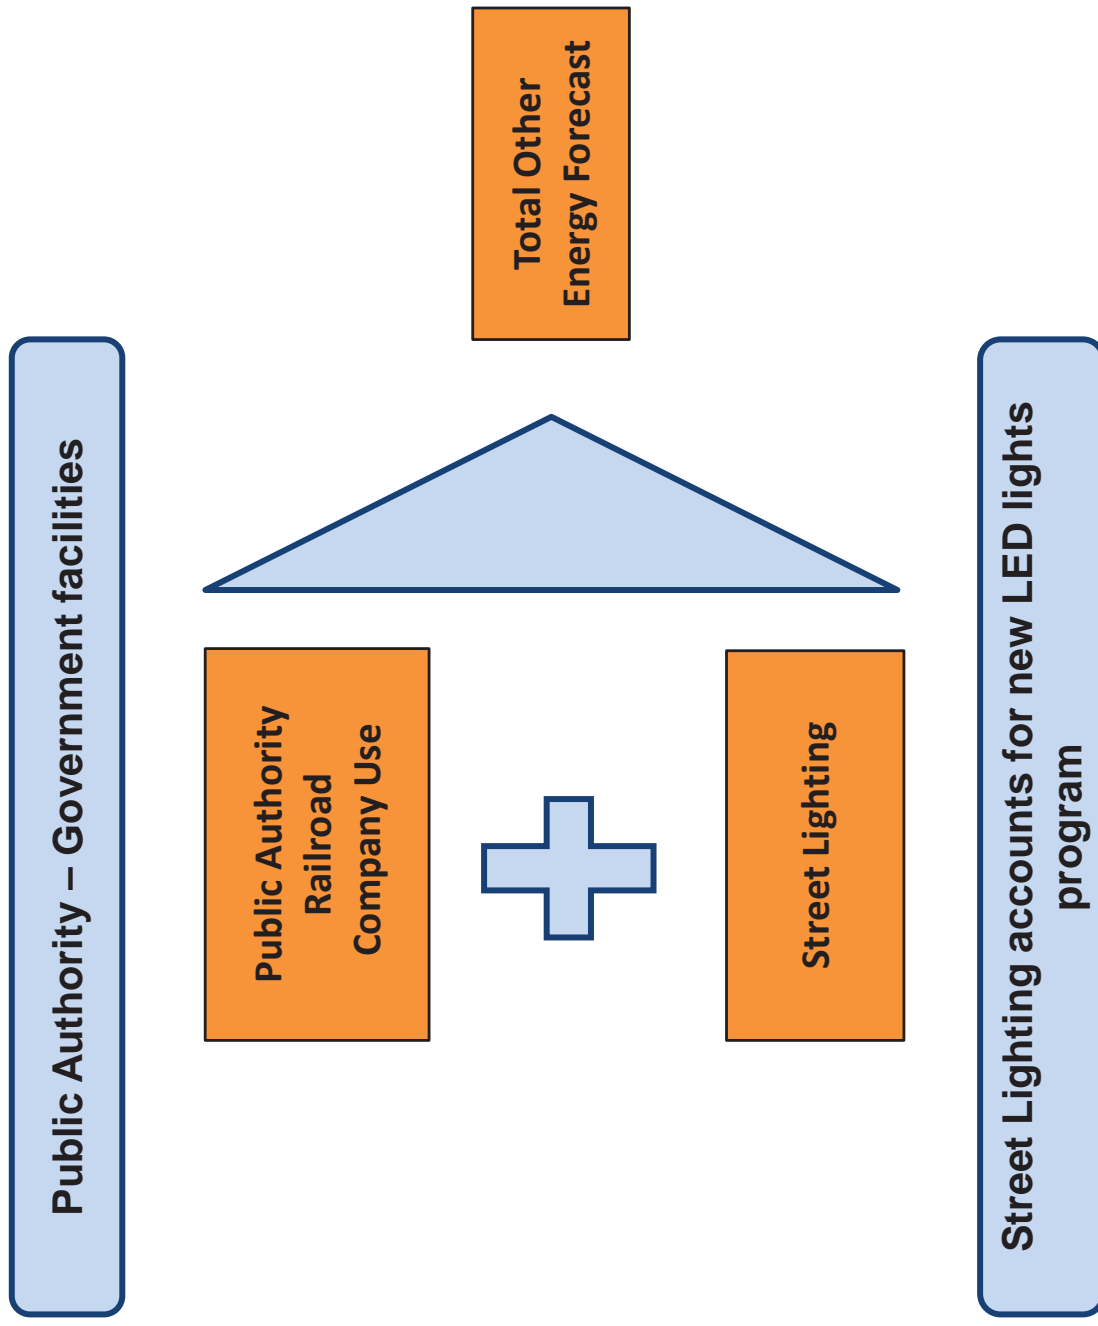 Public Authority – Government facilities
Public Authority
Railroad
Company Use
Street Lighting
Total Other
Energy Forecast
Street Lighting accounts for new LED lights
program